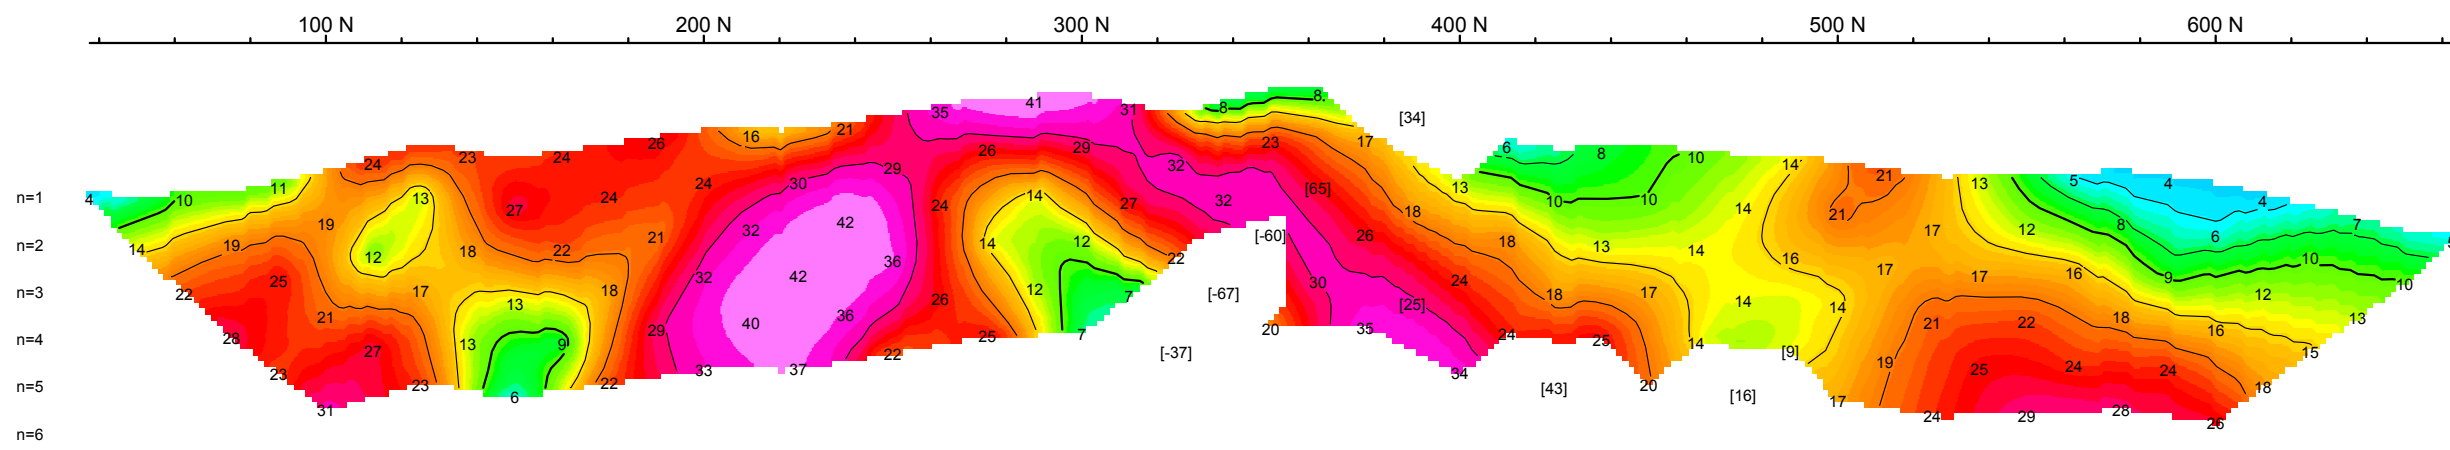 100 N 200 N 300 N 400 N 500 N 600 N
8 8.
35 41 31 [34]
16 21 26 17 23
24 23 24 26 29 32 6 8 10 14
n=1 4 10 11 13 27 24 24 30 29 14 27 32 [65] 13 10 10 14 21 13 5 4 4
19 32 42 24 18 21 8 7
n=2 14 19 12 18 22 21 36 14 12 22 [-60] 26 18 13 14 16 17 12 6 10
n=3 22 25 17 13 18 32 42 26 12 7 [-67] 30 24 18 17 14 17 17 16 9 12 10
21 36 [25] 14 18 13
n=4 28 27 13 9 29 40 22 25 7 [-37] 20 35 24 25 14 [9] 21 22 16 15
n=5 23 23 6 22 33 37 34 [43] 20 [16] 17 19 25 24 24 18
31 24 29 28 26
n=6